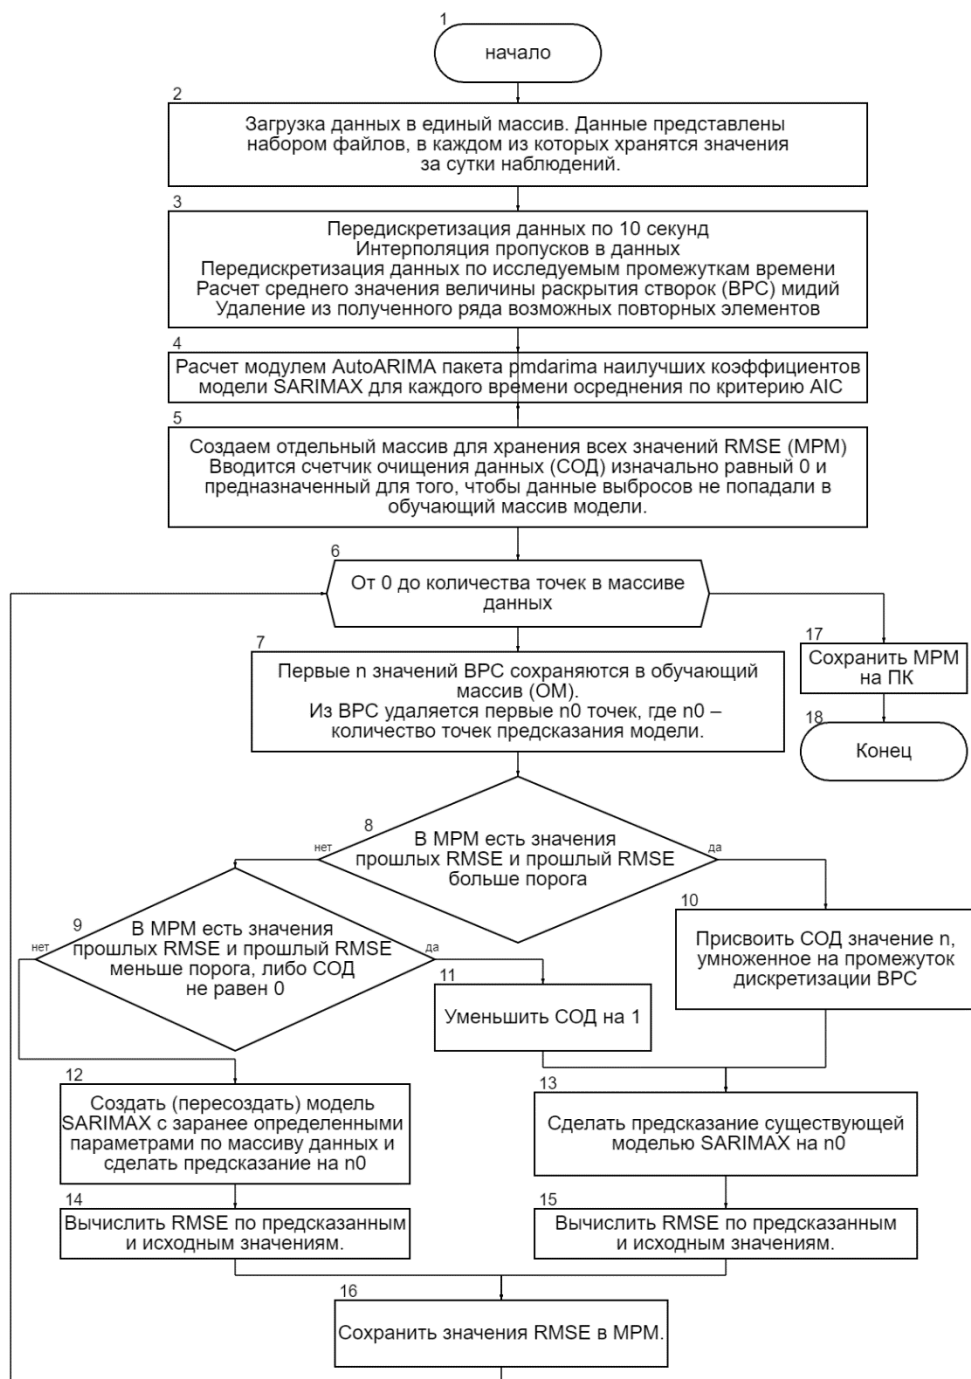 1
начало
2
Загрузка данных в единый массив. Данные представлены
набором файлов, в каждом из которых хранятся значения
за сутки наблюдений.
3
Передискретизация данных по 10 секунд
Интерполяция пропусков в данных
Передискретизация данных по исследуемым промежуткам времени
Расчет среднего значения величины раскрытия створок (ВРС) мидий
Удаление из полученного ряда возможных повторных элементов
4
Расчет модулем AutoARIMA пакета pmdarima наилучших коэффициентов
модели SARIMAX для каждого времени осреднения по критерию AIC
5
Создаем отдельный массив для хранения всех значений RMSE (МРМ)
Вводится счетчик очищения данных (СОД) изначально равный 0 и
предназначенный для того, чтобы данные выбросов не попадали в
обучающий массив модели.
6
От 0 до количества точек в массиве
данных
7
Первые n значений ВРС сохраняются в обучающий
массив (ОМ).
Из ВРС удаляется первые n0 точек, где n0 –
количество точек предсказания модели.
17
Сохранить МРМ
на ПК
18
Конец
8
В МРМ есть значения
прошлых RMSE и прошлый RMSE
больше порога
нет
да
9
В МРМ есть значения
прошлых RMSE и прошлый RMSE
меньше порога, либо СОД
не равен 0
нет
да
10
Присвоить СОД значение n,
умноженное на промежуток
дискретизации ВРС
11
Уменьшить СОД на 1
12
Создать (пересоздать) модель
SARIMAX с заранее определенными
параметрами по массиву данных и
сделать предсказание на n0
13
Сделать предсказание существующей
моделью SARIMAX на n0
14
Вычислить RMSE по предсказанным
и исходным значениям.
15
Вычислить RMSE по предсказанным
и исходным значениям.
16
Сохранить значения RMSE в МРМ.